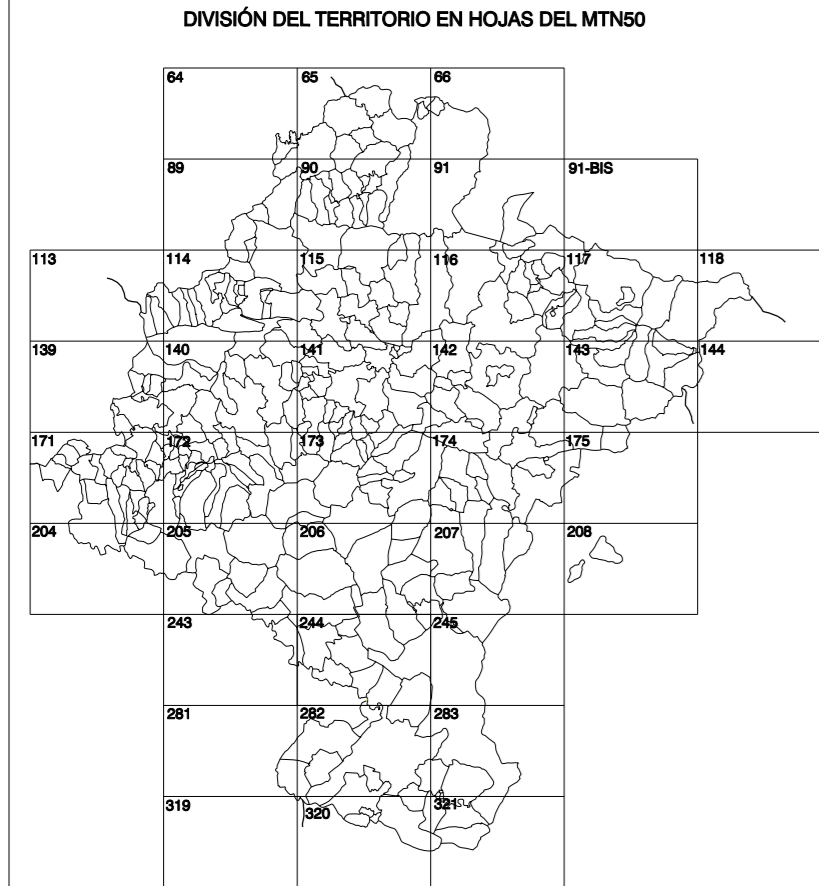 DIVISIÓN DEL TERRITORIO EN HOJAS DEL MTN50
64 65 66
89 90 91 91-BIS
113 114 115 116 117 118
139 140 141 142 143 144
171 172 173 174 175
204 205 206 207 208
243 244 245
281 282 283
319 320 321